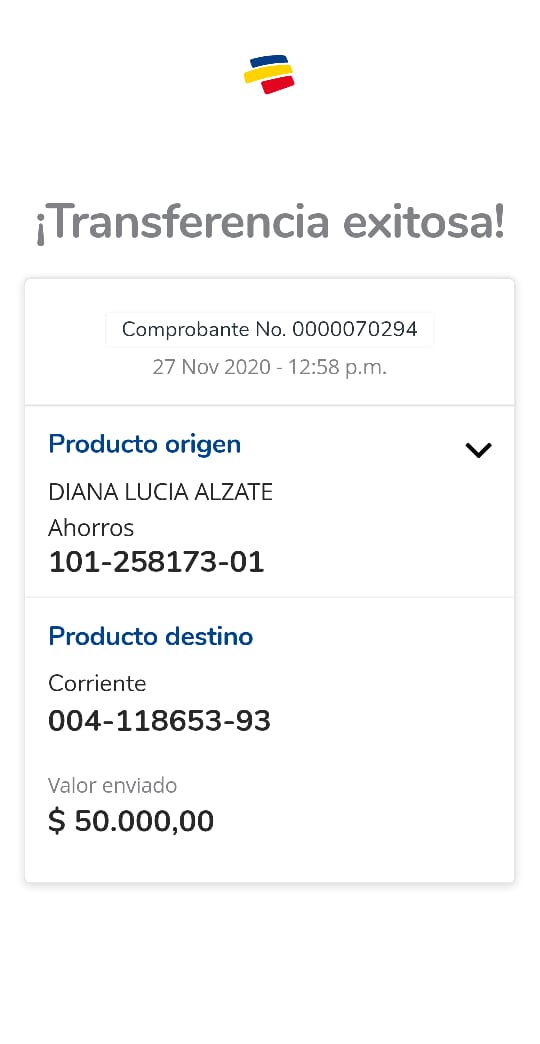 ¡Transferencia exitosa!
Comprobante No. 0000070294
27 Nov 2020 - 12:58 p.m.
Producto origen
DIANA LUCIA ALZATE
Ahorros
101-258173-01
Producto destino
Corriente
004-118653-93
Valor enviado
$ 50.000,00